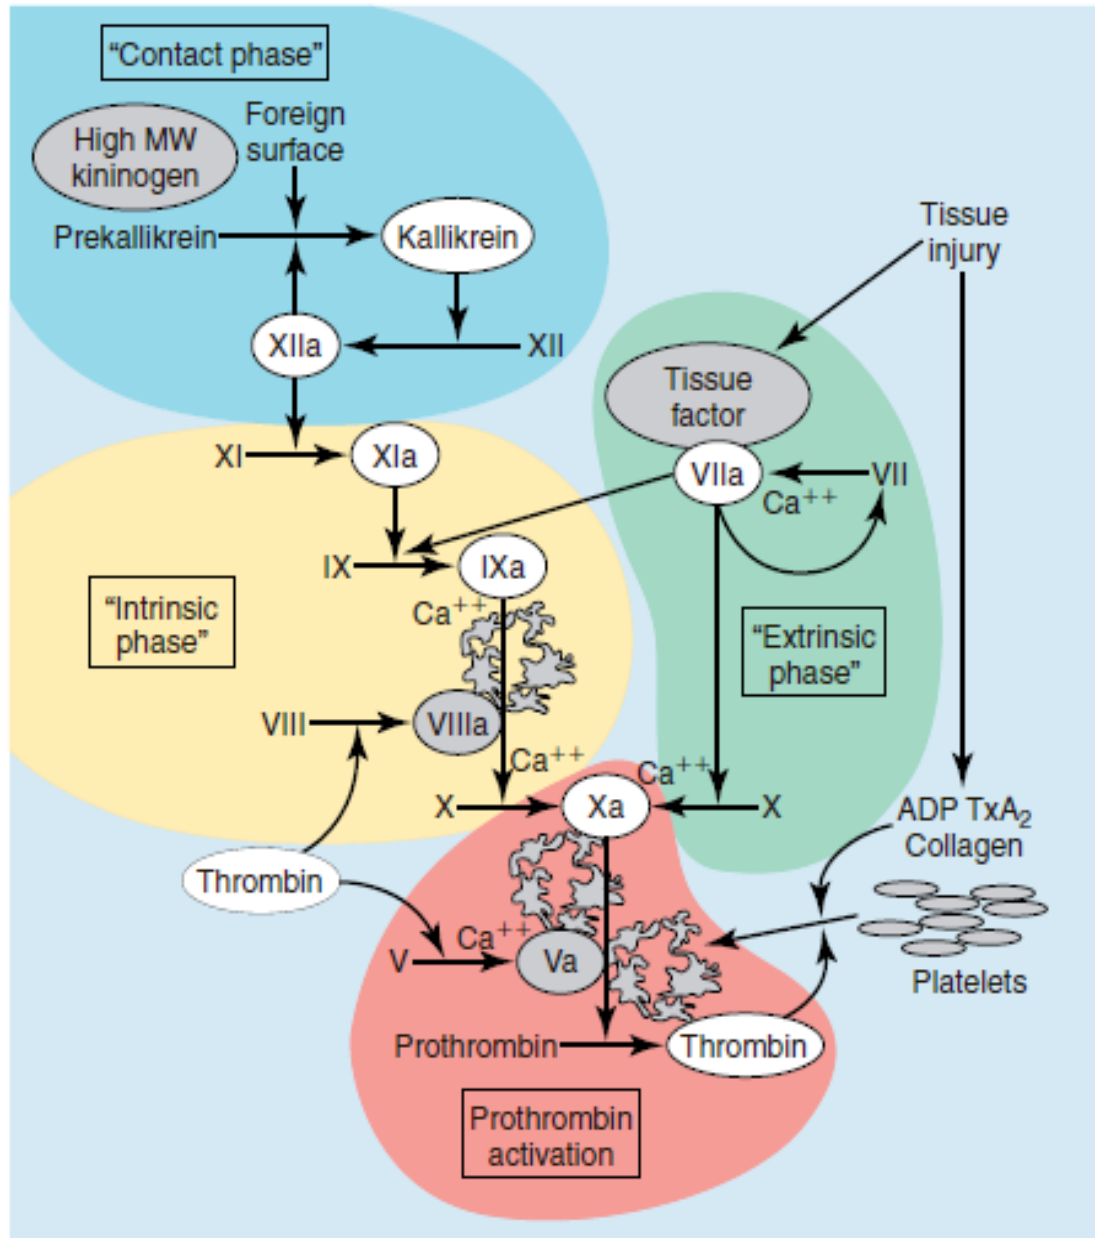 “Contact phase”
High MW
kininogen
Foreign
surface
Prekallikrein
Kallikrein
XIIa
XII
Tissue
injury
Tissue
factor
XI
XIa
VIIa
VII
Ca++
IX
IXa
Ca++
“Intrinsic
phase”
“Extrinsic
phase”
VIII
VIIIa
Ca++
Ca++
X
Xa
X
ADP TxA2
Collagen
Thrombin
Ca++
V
Va
Platelets
Prothrombin
Thrombin
Prothrombin
activation